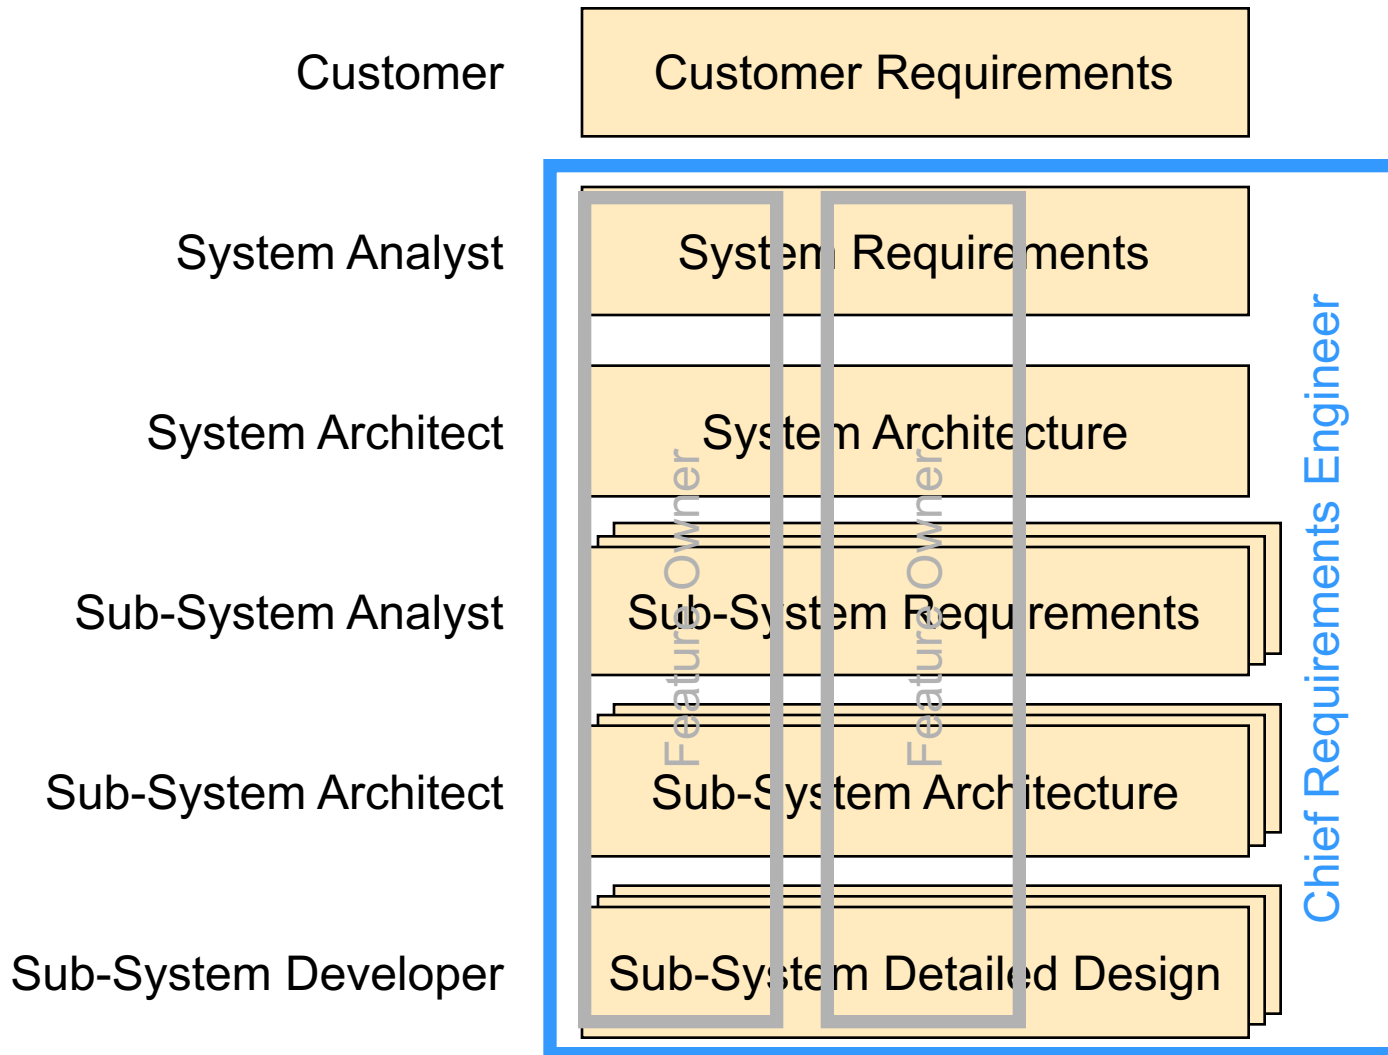 Customer
Customer Requirements
System Analyst
System Requirements
System Architect
System Architecture
Sub-System Analyst
Sub-System Requirements
Sub-System Architect
Sub-System Architecture
Sub-System Developer
Sub-System Detailed Design
Feature Owner
Feature Owner
Chief Requirements Engineer